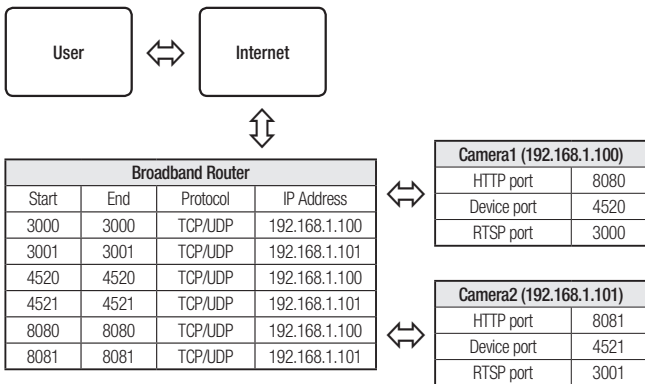 User
Internet
Broadband Router
Start End Protocol IP Address
3000 3000 TCP/UDP 192.168.1.100
3001 3001 TCP/UDP 192.168.1.101
4520 4520 TCP/UDP 192.168.1.100
4521 4521 TCP/UDP 192.168.1.101
8080 8080 TCP/UDP 192.168.1.100
8081 8081 TCP/UDP 192.168.1.101
Camera1 (192.168.1.100)
HTTP port 8080
Device port 4520
RTSP port 3000
Camera2 (192.168.1.101)
HTTP port 8081
Device port 4521
RTSP port 3001